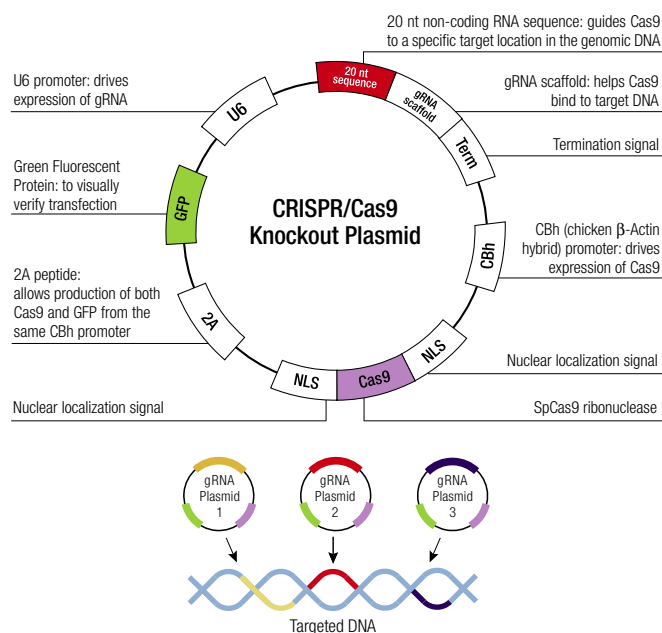 20 nt non-coding RNA sequence: guides Cas9
to a specific target location in the genomic DNA
U6 promoter: drives
expression of gRNA
20 nt
sequence
gRNA
scaffold
gRNA scaffold: helps Cas9
bind to target DNA
U6
Term
Termination signal
Green Fluorescent
Protein: to visually
verify transfection
GFP
CRISPR/Cas9
Knockout Plasmid
CBh
CBh (chicken β-Actin
hybrid) promoter: drives
expression of Cas9
2A peptide:
allows production of both
Cas9 and GFP from the
same CBh promoter
2A
NLS
Cas9
NLS
Nuclear localization signal
Nuclear localization signal
SpCas9 ribonuclease
gRNA
Plasmid
1
gRNA
Plasmid
2
gRNA
Plasmid
3
Targeted DNA